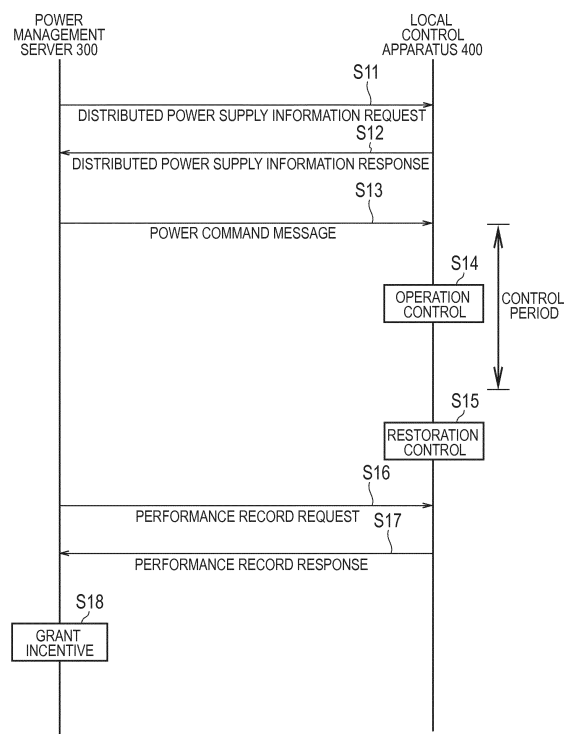 POWER
MANAGEMENT
SERVER 300
LOCAL
CONTROL
APPARATUS 400
S11
DISTRIBUTED POWER SUPPLY INFORMATION REQUEST
S12
DISTRIBUTED POWER SUPPLY INFORMATION RESPONSE
S13
POWER COMMAND MESSAGE
S14
OPERATION
CONTROL
CONTROL
PERIOD
S15
RESTORATION
CONTROL
S16
PERFORMANCE RECORD REQUEST
S17
PERFORMANCE RECORD RESPONSE
S18
GRANT
INCENTIVE